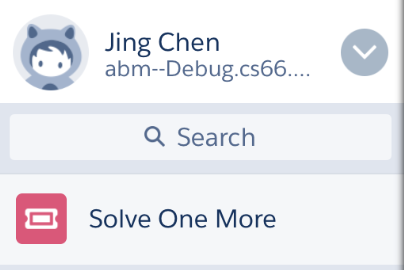 Jing Chen
abm--Debug.cs66....
Search
Solve One More